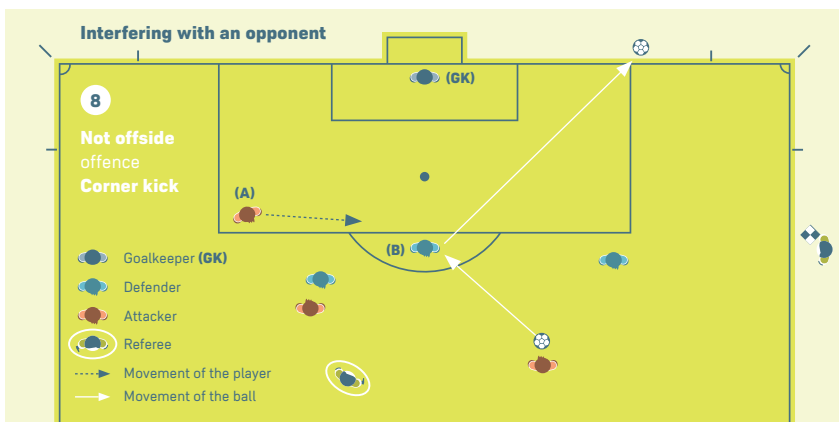 Interfering with an opponent
(GK)
8
Not offside
offence
Corner kick
(A)
(B)
Goalkeeper (GK)
Defender
Attacker
Referee
Movement of the player
Movement of the ball